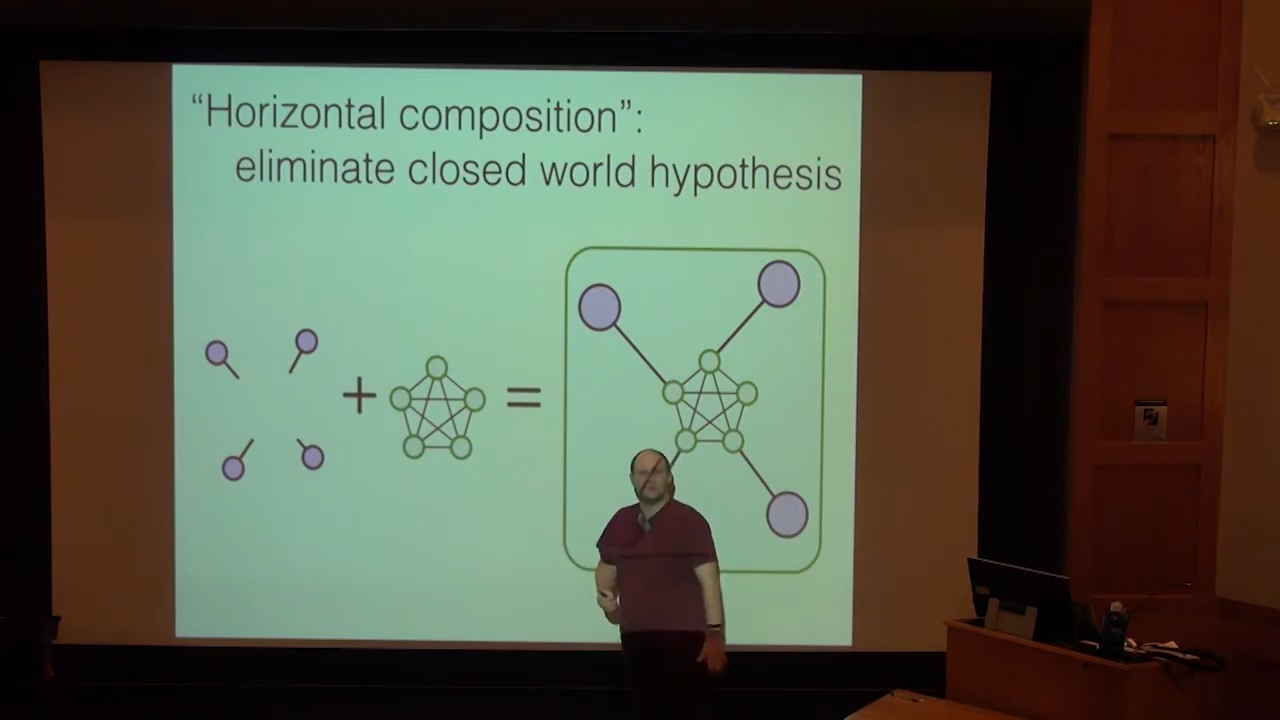 “Horizontal composition”:
eliminate closed world hypothesis
+
=